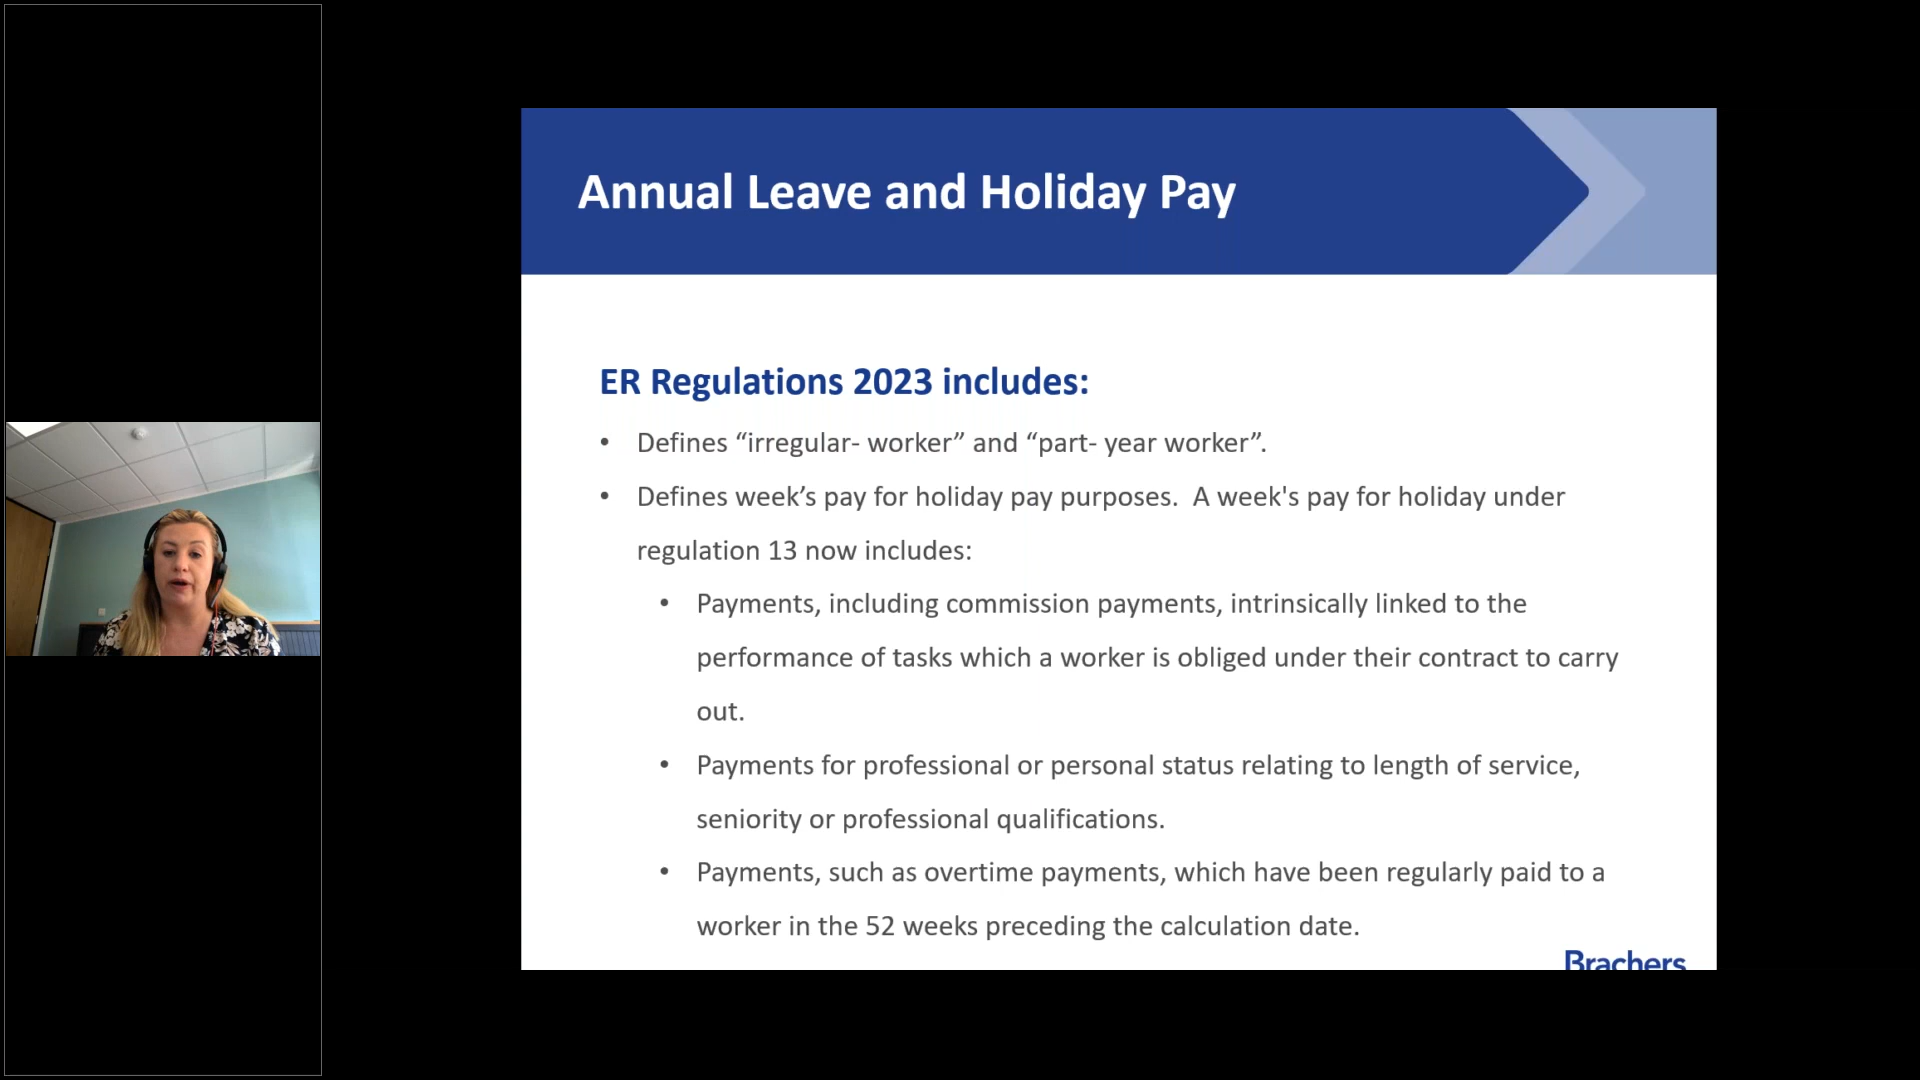 Annual Leave and Holiday Pay
ER Regulations 2023 includes:
• Defines “irregular- worker” and “part- year worker”.
• Defines week’s pay for holiday pay purposes.  A week's pay for holiday under
regulation 13 now includes:
• Payments, including commission payments, intrinsically linked to the
performance of tasks which a worker is obliged under their contract to carry
out.
• Payments for professional or personal status relating to length of service,
seniority or professional qualifications.
• Payments, such as overtime payments, which have been regularly paid to a
worker in the 52 weeks preceding the calculation date.
Brachers